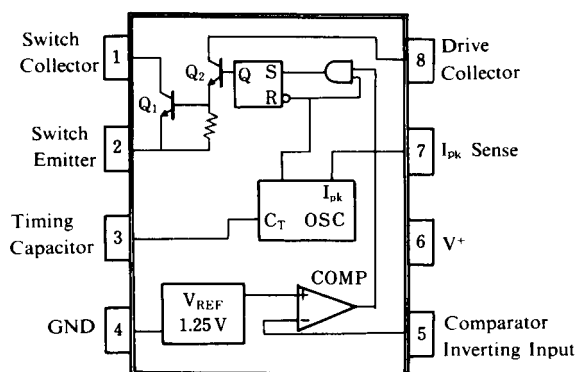 Switch
Collector
1
Switch
Emitter
2
Timing
Capacitor
3
GND
4
Q₁
Q₂
Q
S
R
I_pk
C_T OSC
V_REF
1.25 V
COMP
+
−
8
Drive
Collector
7
I_pk Sense
6
V⁺
5
Comparator
Inverting Input